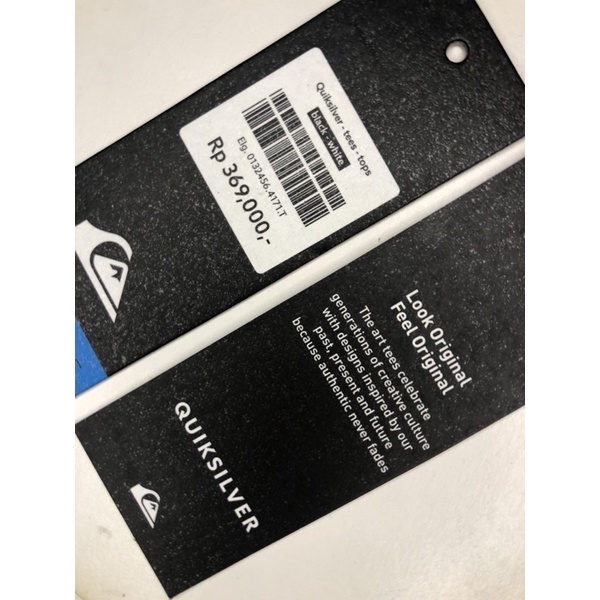 Quiksilver - tees - tops
black - white
Elg. 0132456.4171.T
Rp 369,000,-
Look Original
Feel Original
The art tees celebrate
generations of creative culture
with designs inspired by our
past, present and future
because authentic never fades
QUIKSILVER